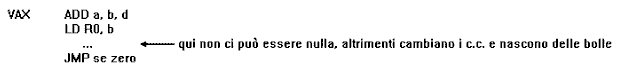 VAX ADD a, b, d
LD R0, b
... qui non ci può essere nulla, altrimenti cambiano i c.c. e nascono delle bolle
JMP se zero